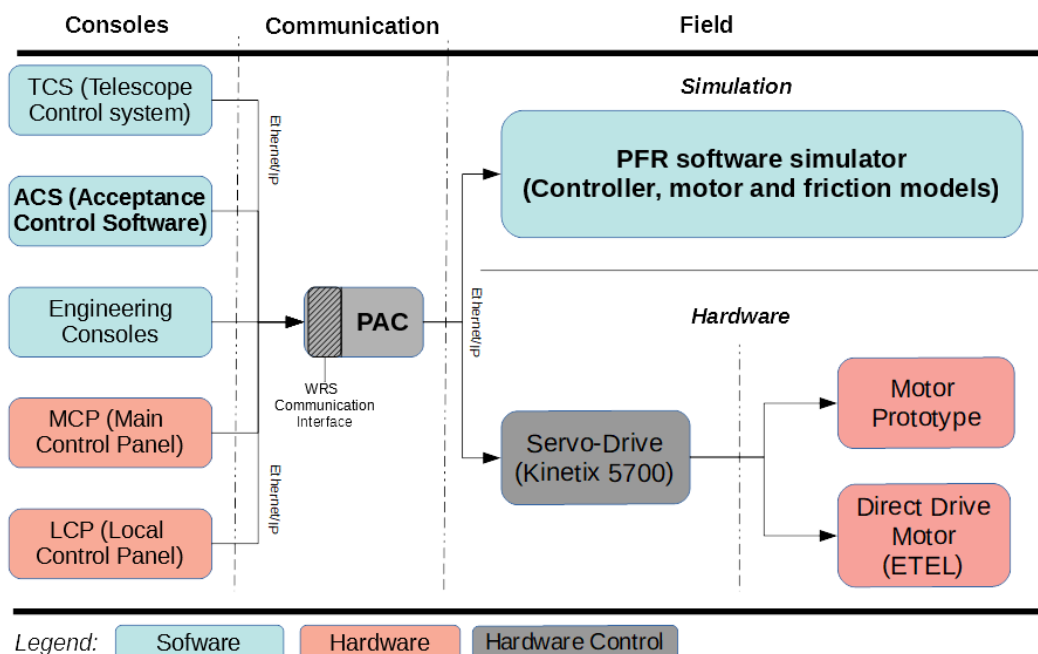 Consoles
Communication
Field
TCS (Telescope
Control system)
ACS (Acceptance
Control Software)
Engineering
Consoles
MCP (Main
Control Panel)
LCP (Local
Control Panel)
Ethernet/IP
Ethernet/IP
PAC
WRS
Communication
Interface
Ethernet/IP
Simulation
PFR software simulator
(Controller, motor and friction models)
Hardware
Servo-Drive
(Kinetix 5700)
Motor
Prototype
Direct Drive
Motor
(ETEL)
Legend:
Sofware
Hardware
Hardware Control